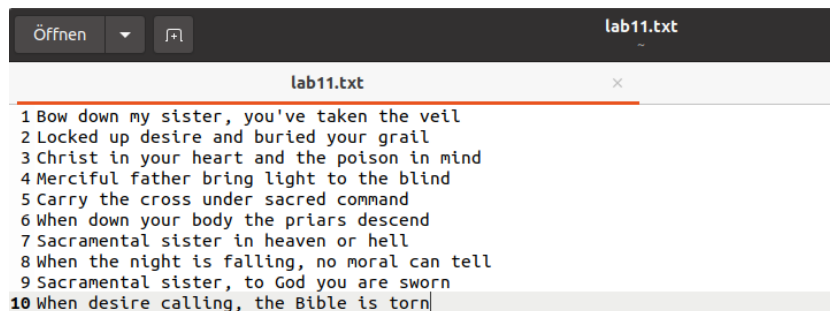 Öffnen
lab11.txt
~
lab11.txt ×
1 Bow down my sister, you've taken the veil
2 Locked up desire and buried your grail
3 Christ in your heart and the poison in mind
4 Merciful father bring light to the blind
5 Carry the cross under sacred command
6 When down your body the priars descend
7 Sacramental sister in heaven or hell
8 When the night is falling, no moral can tell
9 Sacramental sister, to God you are sworn
10 When desire calling, the Bible is torn